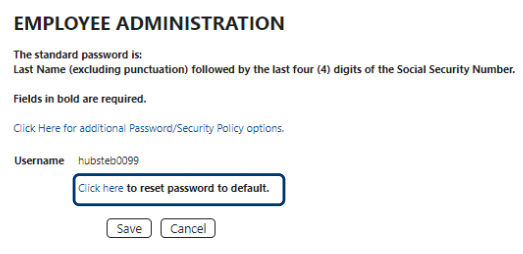 EMPLOYEE ADMINISTRATION
The standard password is:
Last Name (excluding punctuation) followed by the last four (4) digits of the Social Security Number.
Fields in bold are required.
Click Here for additional Password/Security Policy options.
Username hubsteb0099
Click here to reset password to default.
Save Cancel